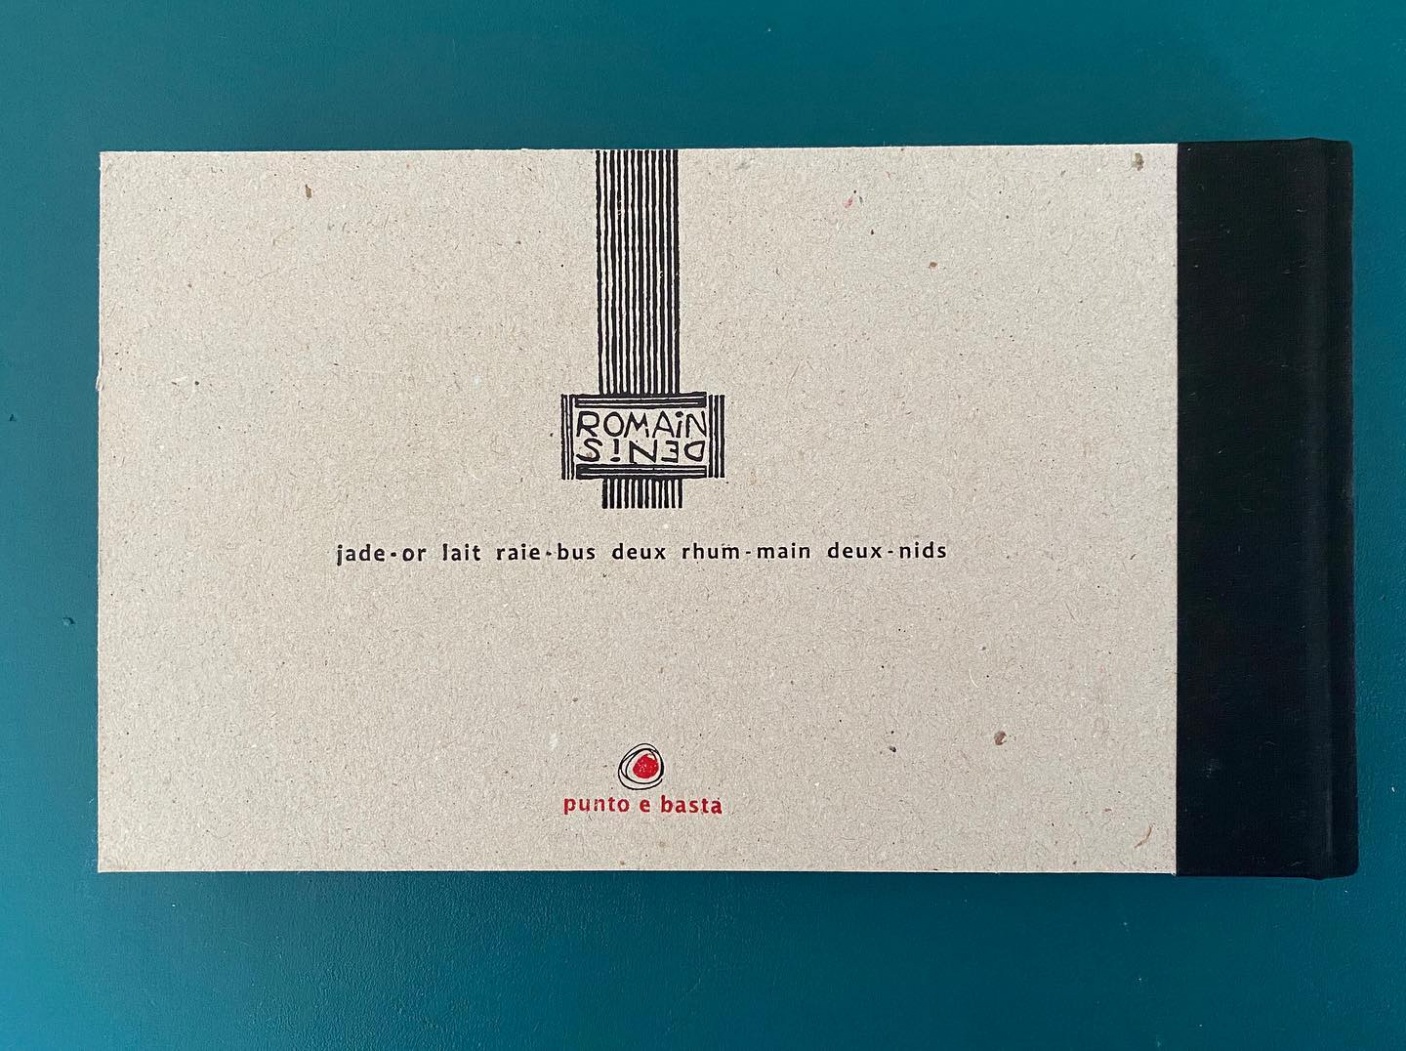 ROMAiN
DENiS
jade-or lait raie-bus deux rhum-main deux-nids
punto e basta